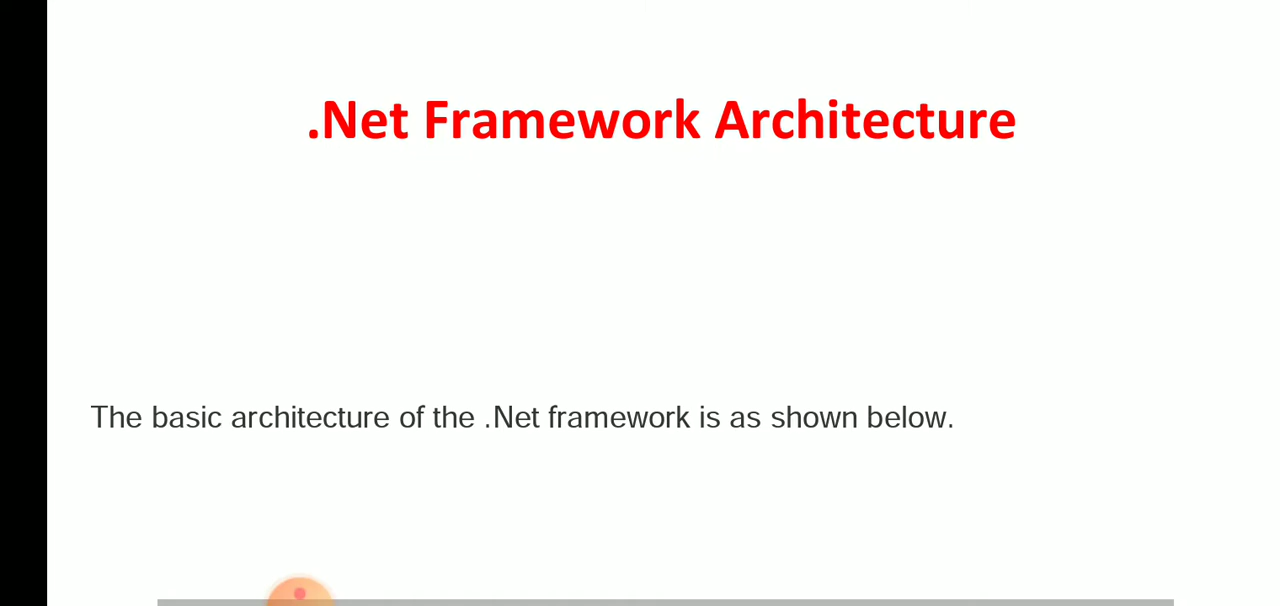 .Net Framework Architecture
The basic architecture of the .Net framework is as shown below.